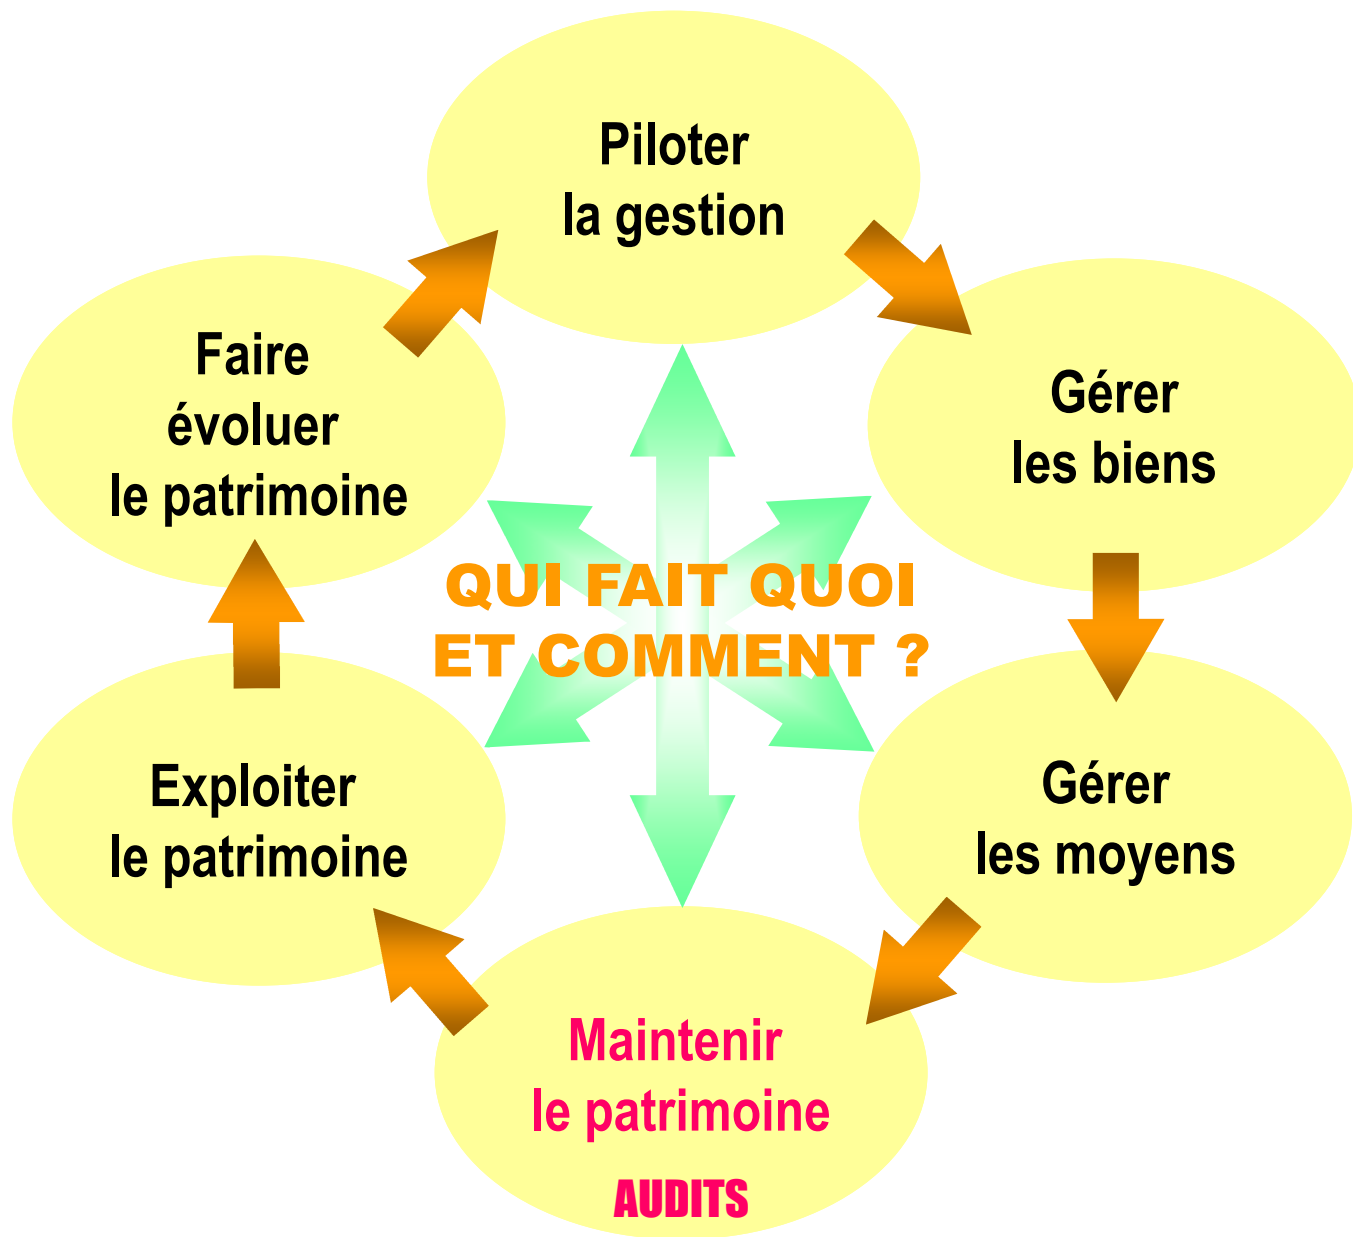 Piloter
la gestion
Gérer
les biens
Gérer
les moyens
Maintenir
le patrimoine
AUDITS
Exploiter
le patrimoine
Faire
évoluer
le patrimoine
QUI FAIT QUOI
ET COMMENT ?